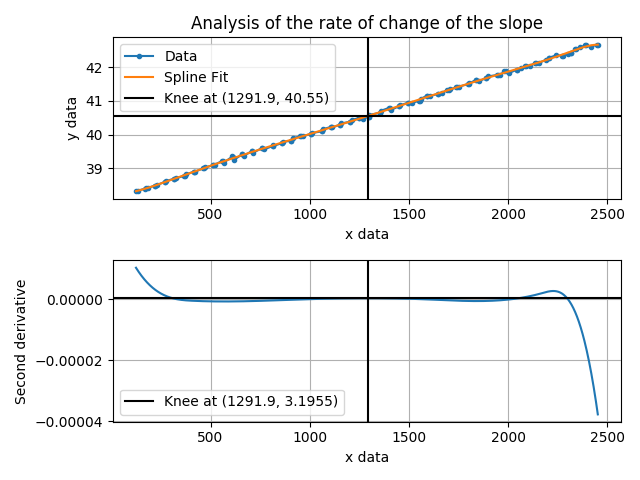 Analysis of the rate of change of the slope
Data
Spline Fit
Knee at (1291.9, 40.55)
y data
42
41
40
39
500 1000 1500 2000 2500
x data
Second derivative
0.00000
−0.00002
−0.00004
Knee at (1291.9, 3.1955)
500 1000 1500 2000 2500
x data